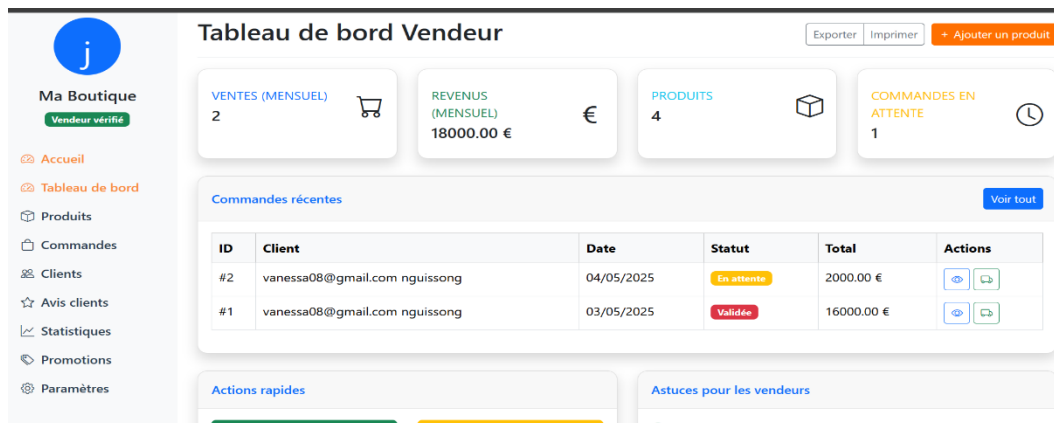 j
Ma Boutique
Vendeur vérifié
Accueil
Tableau de bord
Produits
Commandes
Clients
Avis clients
Statistiques
Promotions
Paramètres
Tableau de bord Vendeur
Exporter Imprimer + Ajouter un produit
VENTES (MENSUEL)
2
REVENUS
(MENSUEL)
18000.00 €
€
PRODUITS
4
COMMANDES EN
ATTENTE
1
Commandes récentes
Voir tout
ID Client Date Statut Total Actions
#2 vanessa08@gmail.com nguissong 04/05/2025 En attente 2000.00 €
#1 vanessa08@gmail.com nguissong 03/05/2025 Validée 16000.00 €
Actions rapides
Astuces pour les vendeurs